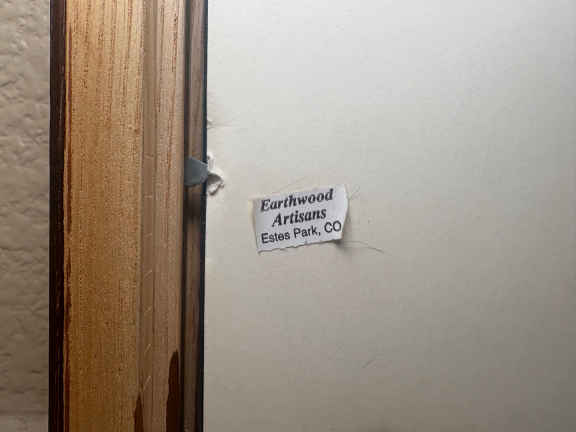 Earthwood
Artisans
Estes Park, CO